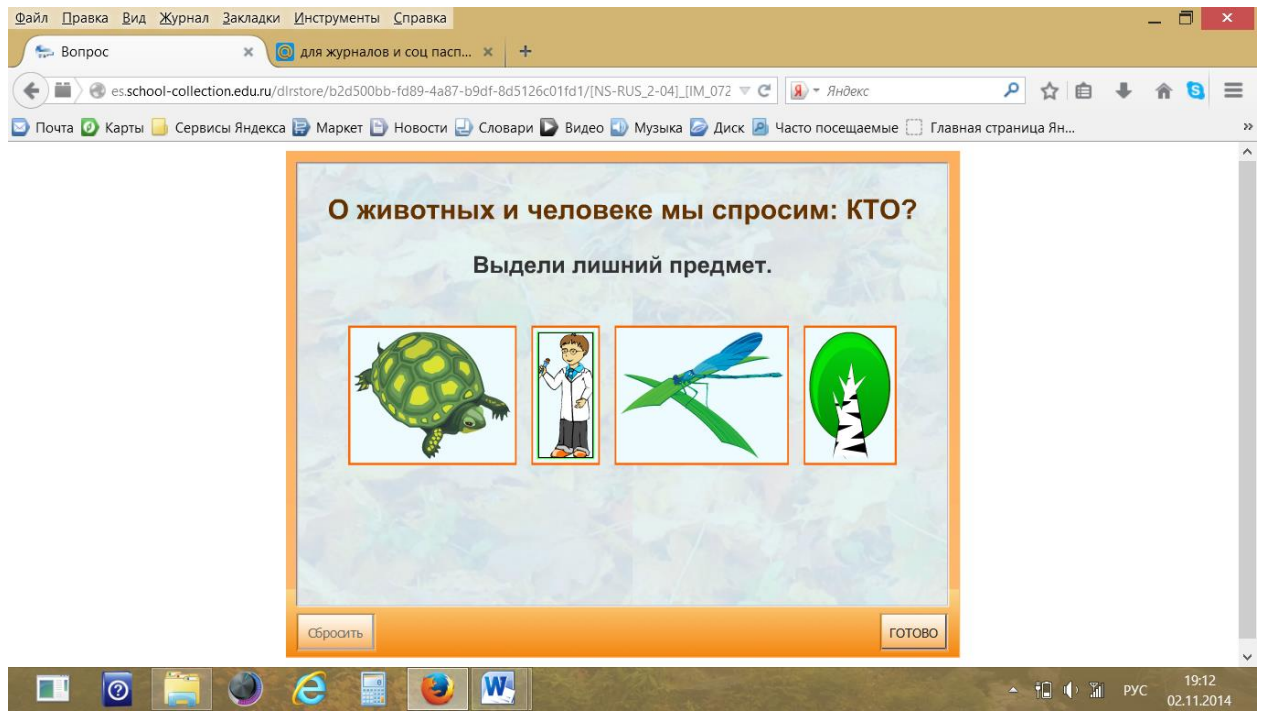 Файл Правка Вид Журнал Закладки Инструменты Справка
Вопрос
для журналов и соц пасп...
es.school-collection.edu.ru/dlrstore/b2d500bb-fd89-4a87-b9df-8d5126c01fd1/[NS-RUS_2-04]_[IM_072
Яндекс
Почта Карты Сервисы Яндекса Маркет Новости Словари Видео Музыка Диск Часто посещаемые Главная страница Ян...
О животных и человеке мы спросим: КТО?
Выдели лишний предмет.
Сбросить
ГОТОВО
РУС
19:12
02.11.2014